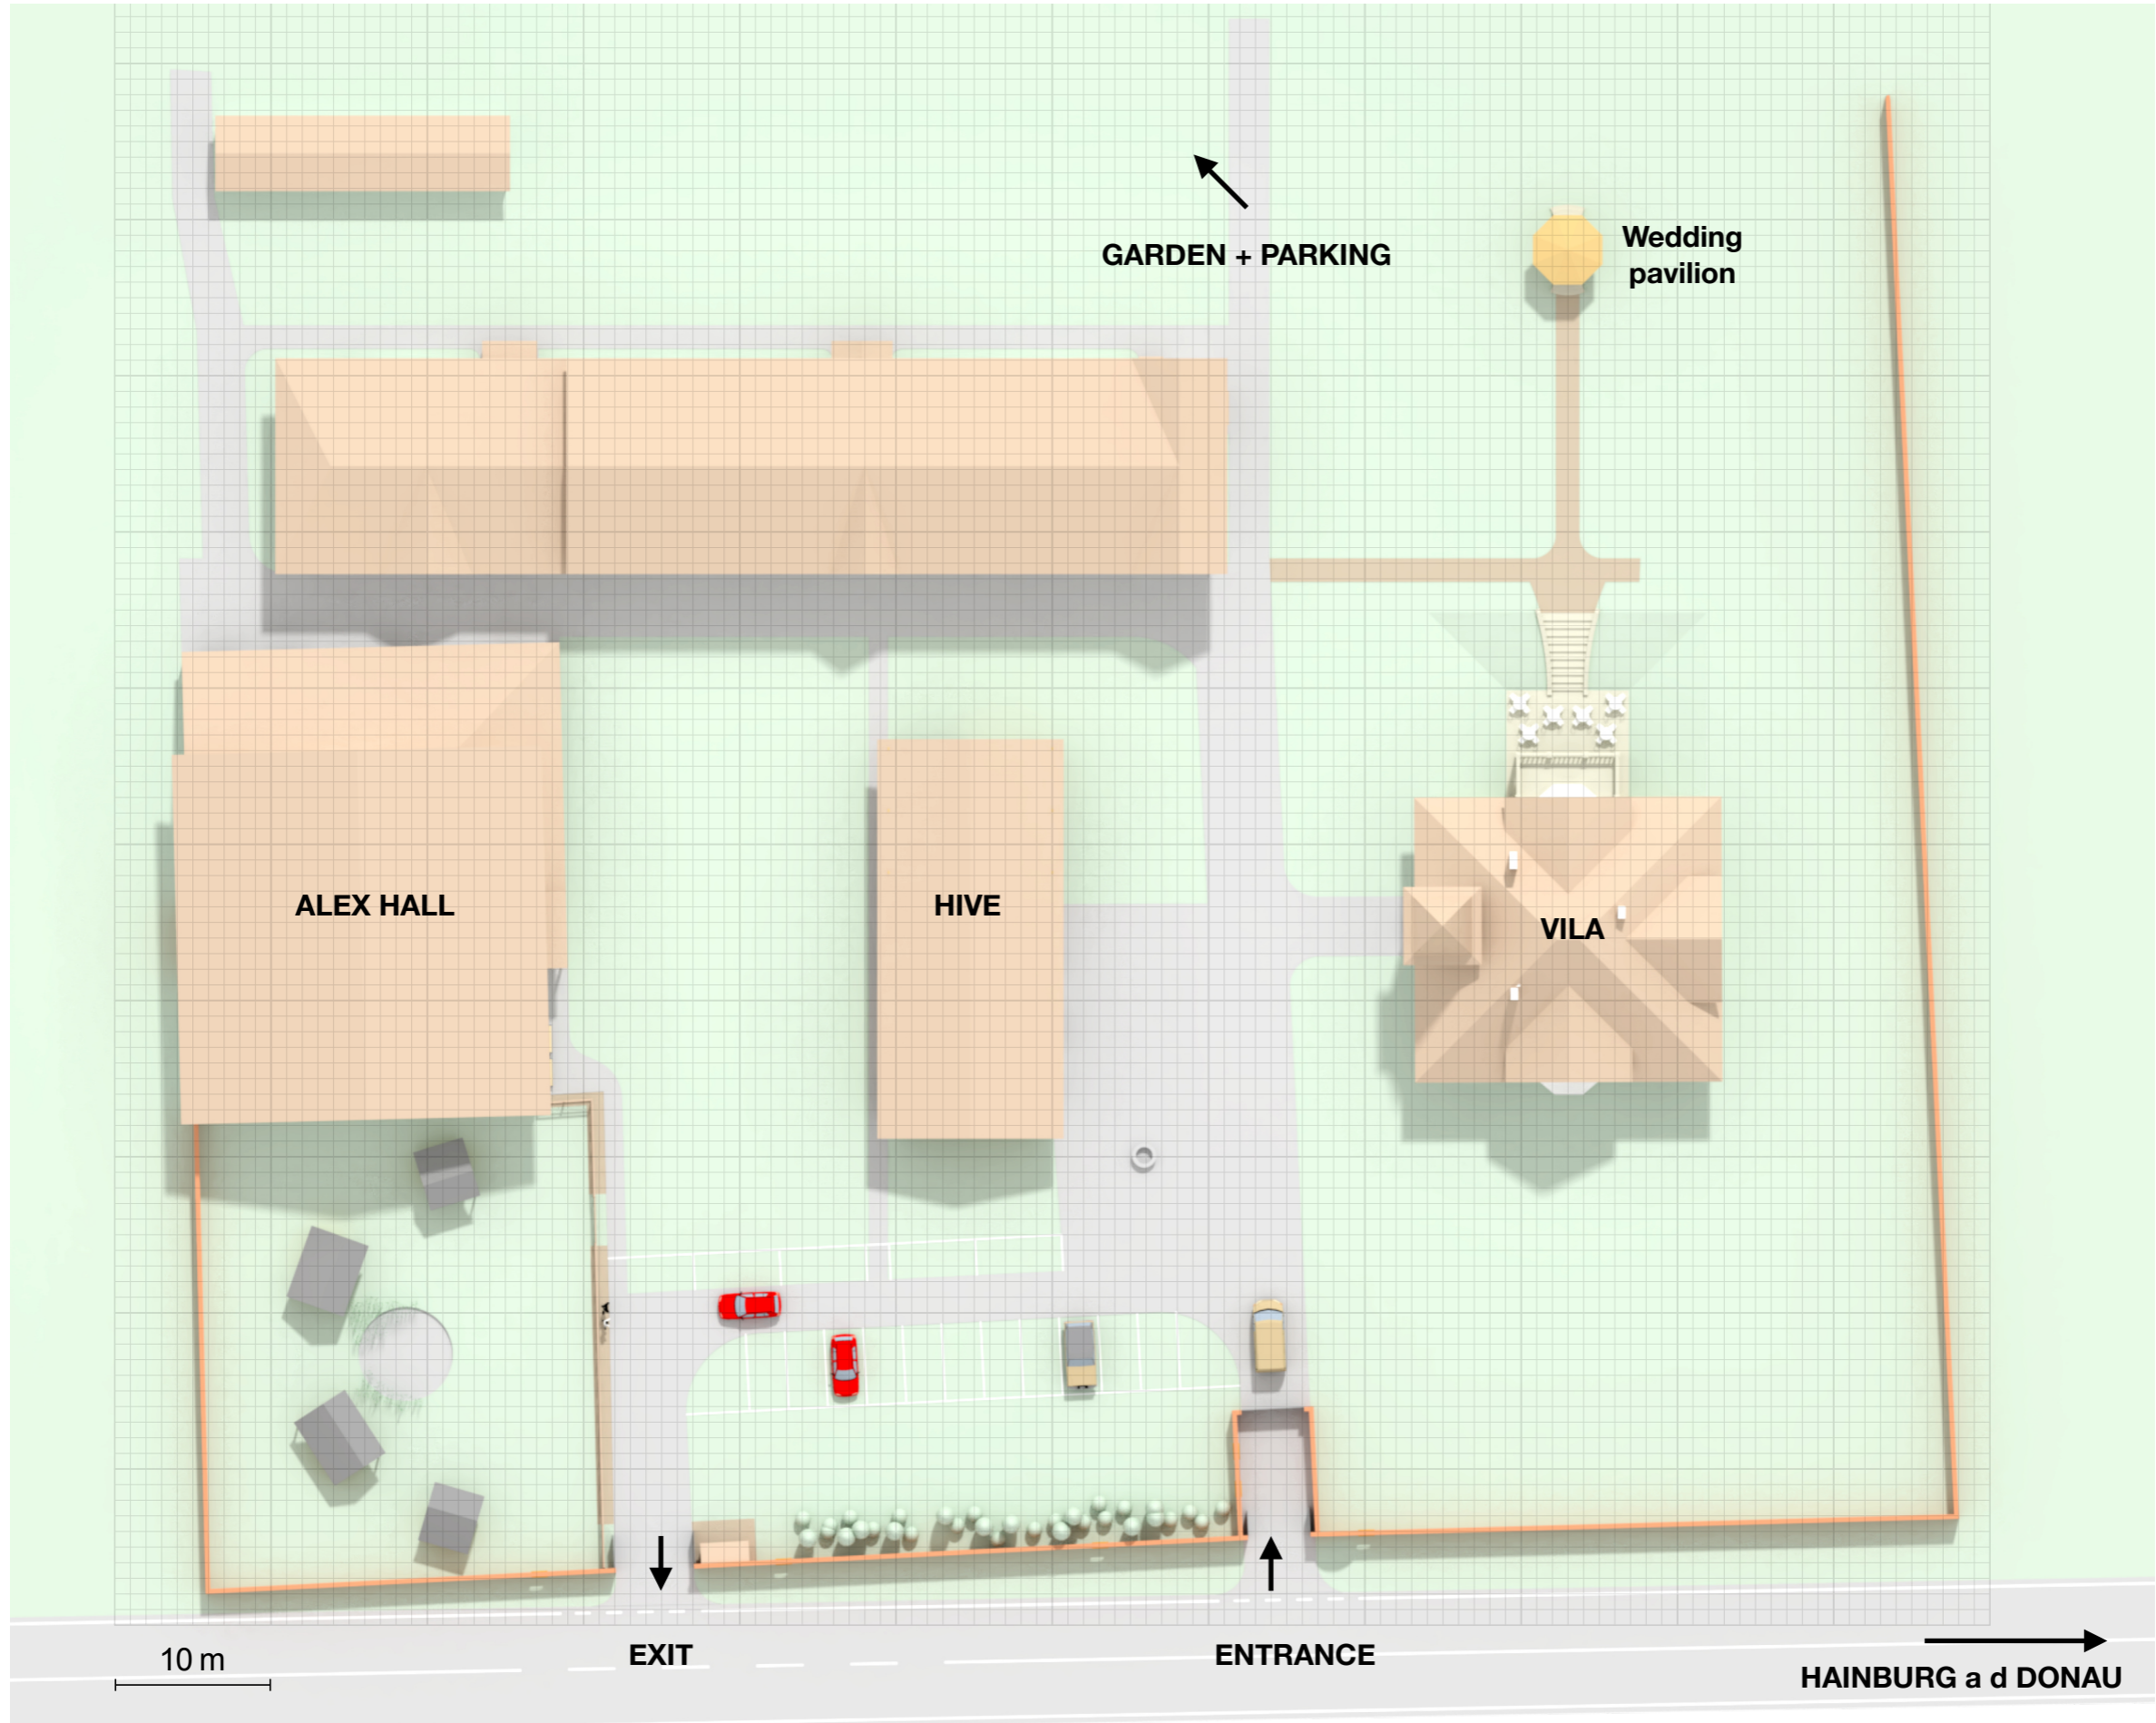 GARDEN + PARKING
Wedding
pavilion
ALEX HALL
HIVE
VILA
10 m
EXIT
ENTRANCE
HAINBURG a d DONAU